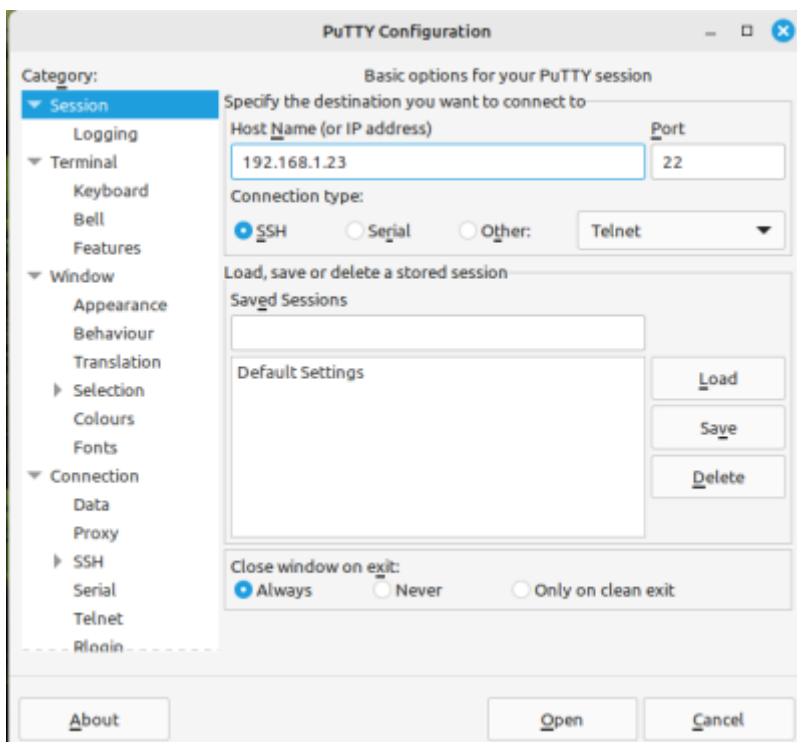 PuTTY Configuration
Category:
Session
Logging
Terminal
Keyboard
Bell
Features
Window
Appearance
Behaviour
Translation
Selection
Colours
Fonts
Connection
Data
Proxy
SSH
Serial
Telnet
Rlogin
Basic options for your PuTTY session
Specify the destination you want to connect to
Host Name (or IP address) Port
192.168.1.23 22
Connection type:
SSH Serial Other: Telnet
Load, save or delete a stored session
Saved Sessions
Default Settings
Load
Save
Delete
Close window on exit:
Always Never Only on clean exit
About Open Cancel